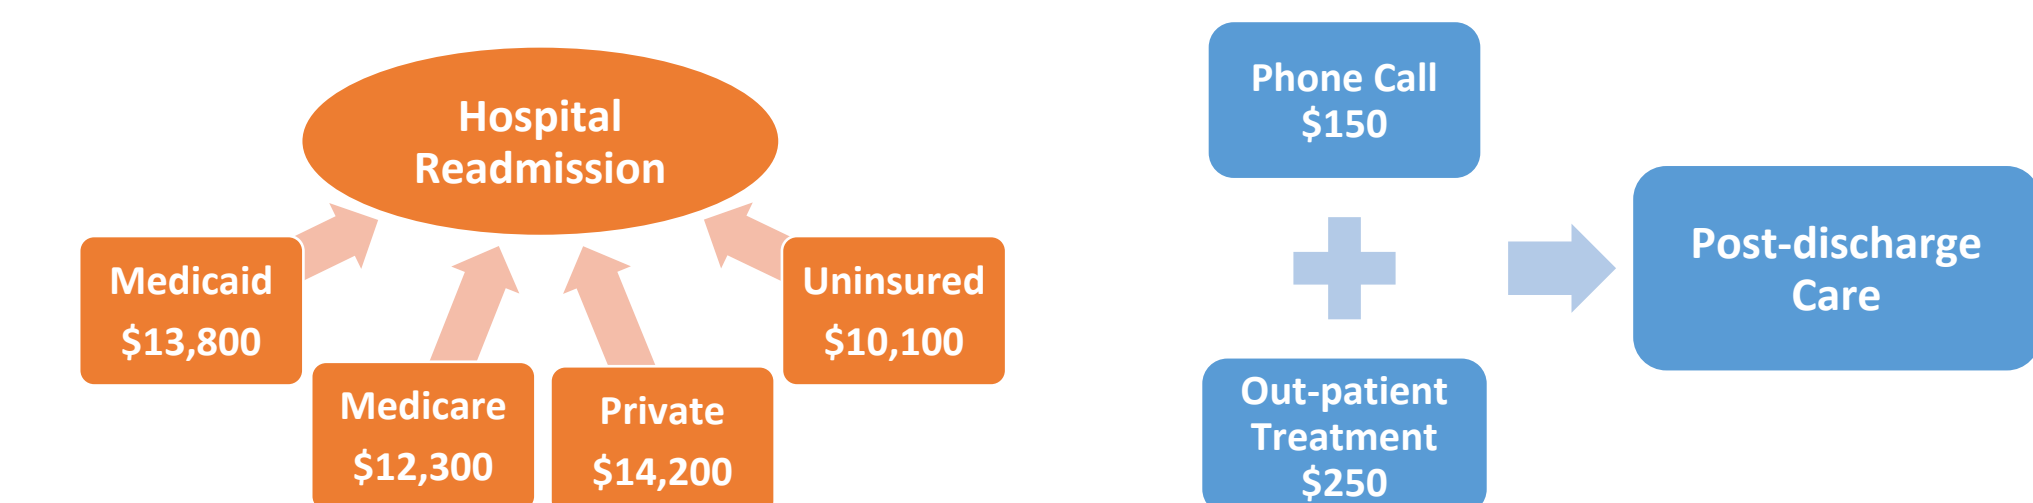 Hospital
Readmission
Medicaid
$13,800
Medicare
$12,300
Private
$14,200
Uninsured
$10,100
Phone Call
$150
Out-patient
Treatment
$250
Post-discharge
Care